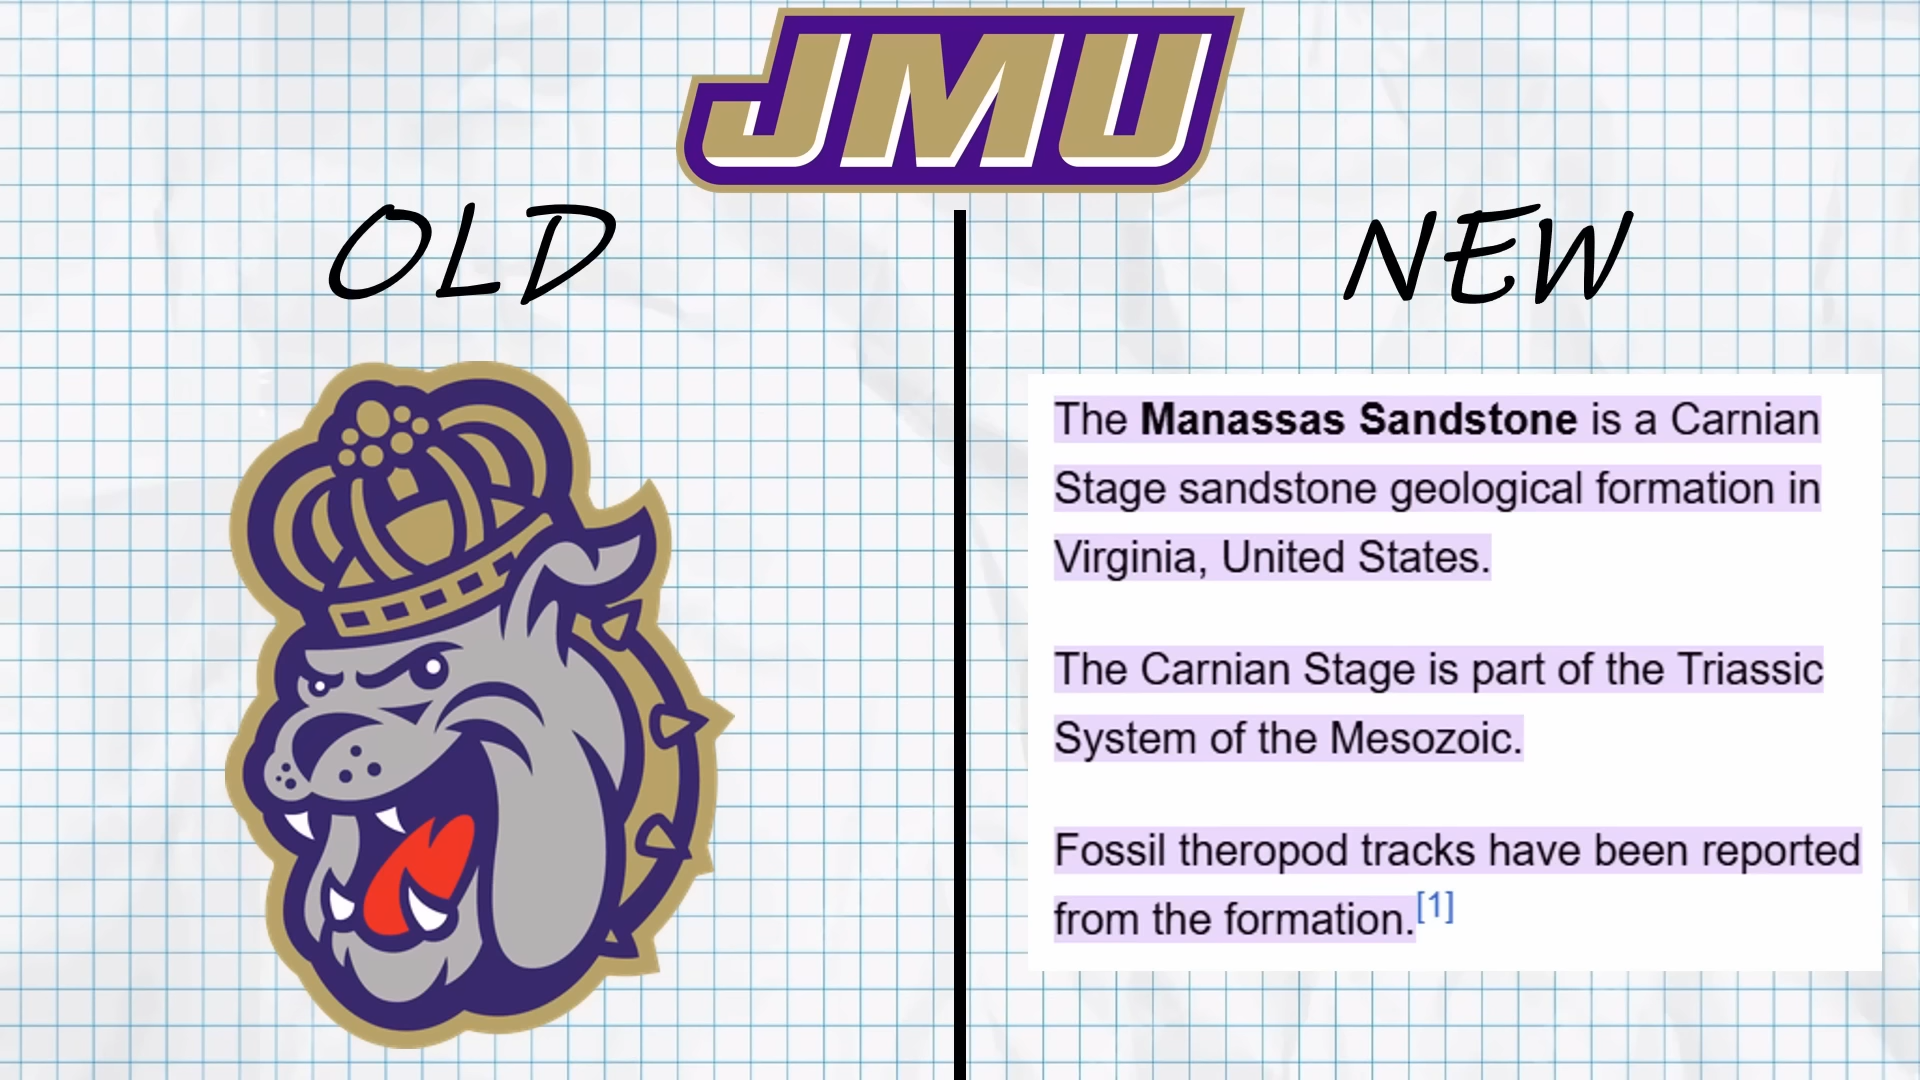 JMU
OLD
NEW
The Manassas Sandstone is a Carnian
Stage sandstone geological formation in
Virginia, United States.
The Carnian Stage is part of the Triassic
System of the Mesozoic.
Fossil theropod tracks have been reported
from the formation.[1]